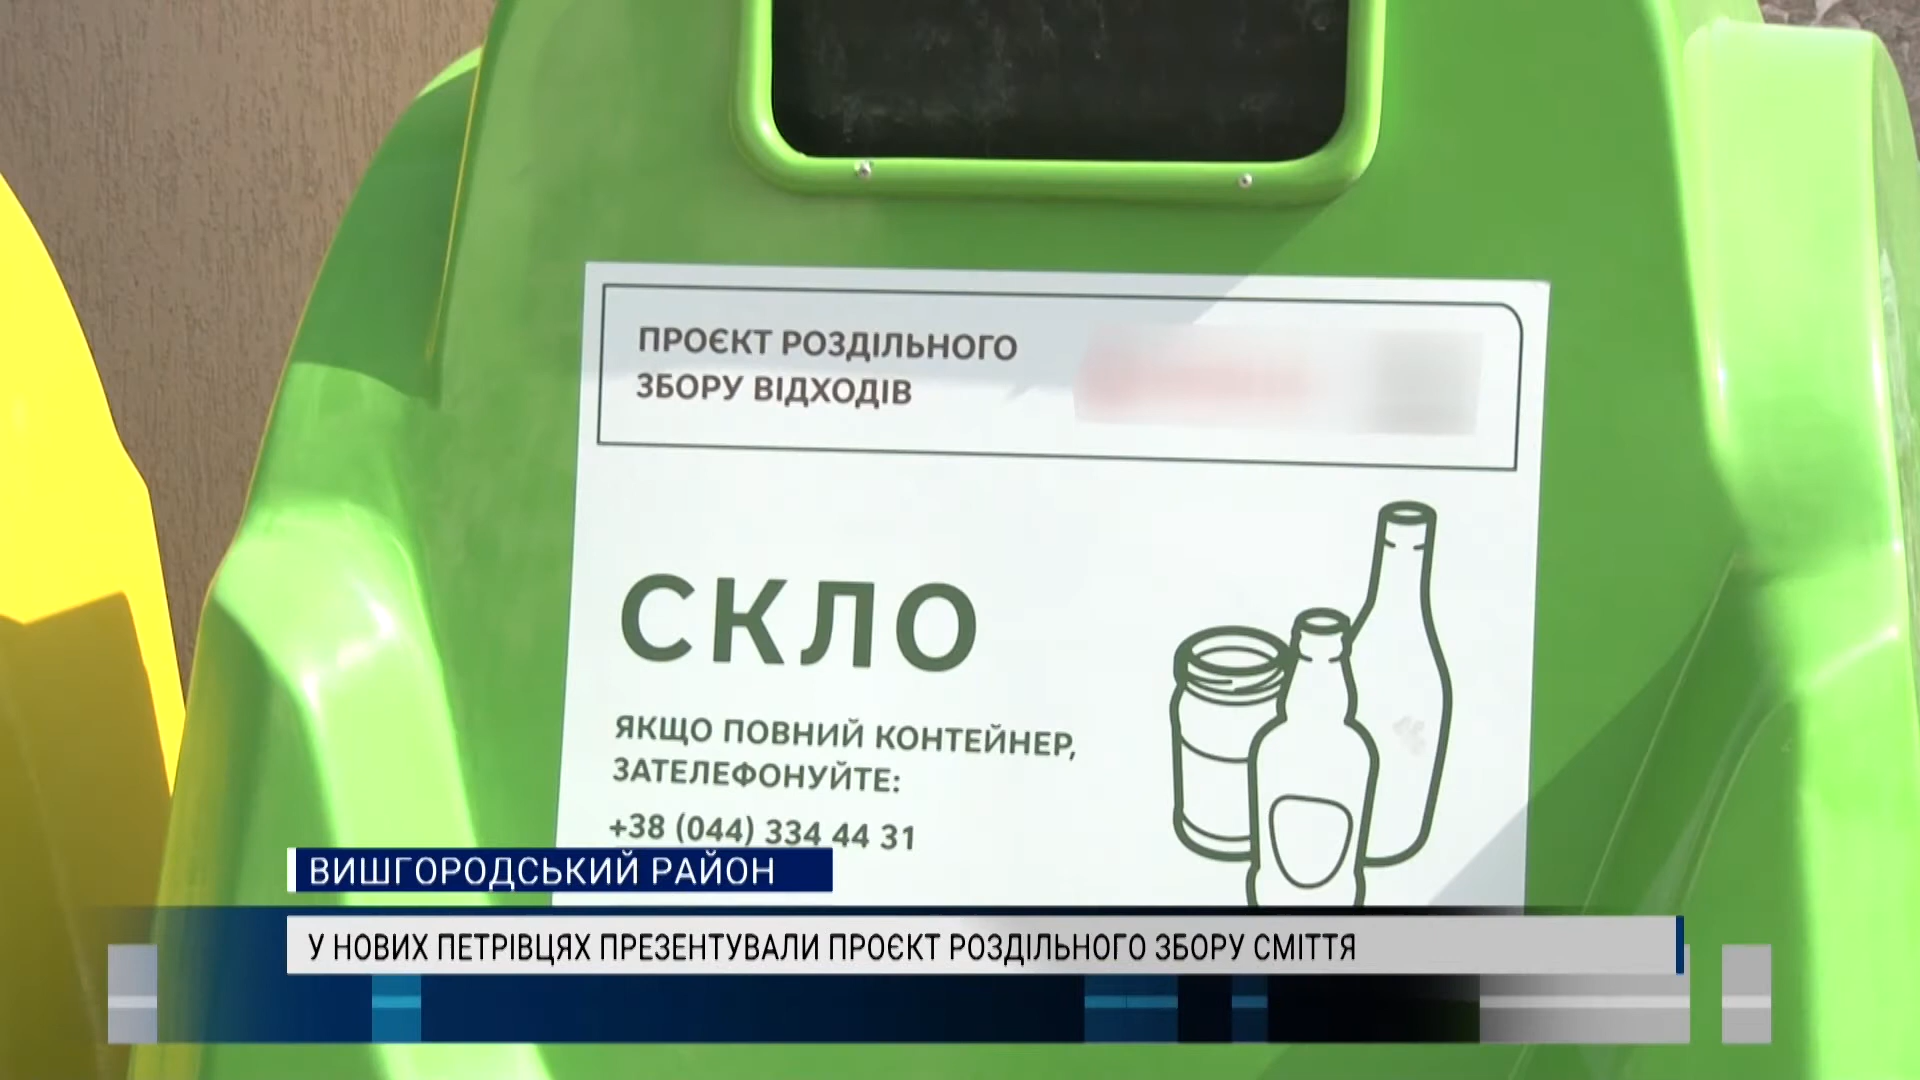 ПРОЄКТ РОЗДІЛЬНОГО
ЗБОРУ ВІДХОДІВ
СКЛО
ЯКЩО ПОВНИЙ КОНТЕЙНЕР,
ЗАТЕЛЕФОНУЙТЕ:
+38 (044) 334 44 31
ВИШГОРОДСЬКИЙ РАЙОН
У НОВИХ ПЕТРІВЦЯХ ПРЕЗЕНТУВАЛИ ПРОЄКТ РОЗДІЛЬНОГО ЗБОРУ СМІТТЯ